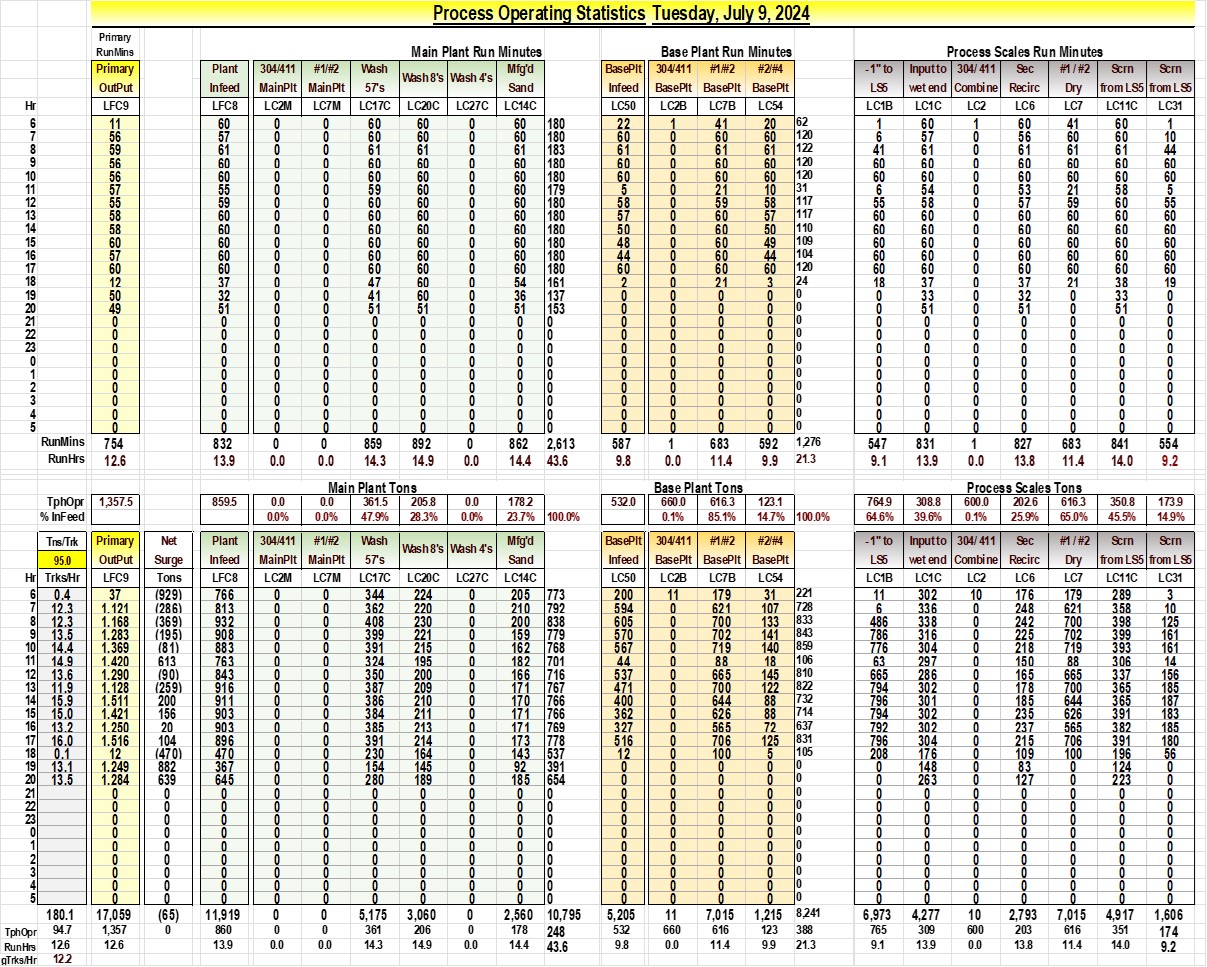 Process Operating Statistics Tuesday, July 9, 2024
Primary
RunMins Main Plant Run Minutes Base Plant Run Minutes Process Scales Run Minutes
Primary Plant 304/411 #1/#2 Wash Wash 8's Wash 4's Mfg'd BasePlt 304/411 #1/#2 #2/#4 -1" to Input to 304/ 411 Sec #1 / #2 Scrn Scrn
OutPut Infeed MainPlt MainPlt 57's Sand Infeed BasePlt BasePlt BasePlt LS5 wet end Combine Recirc Dry from LS5 from LS5
Hr LFC9 LFC8 LC2M LC7M LC17C LC20C LC27C LC14C LC50 LC2B LC7B LC54 LC1B LC1C LC2 LC6 LC7 LC11C LC31
6 11 60 0 0 60 60 0 60 180 22 1 41 20 62 1 60 1 60 41 60 1
7 56 57 0 0 60 60 0 60 180 60 0 60 60 120 6 57 0 56 60 60 10
8 59 61 0 0 61 61 0 61 183 61 0 61 61 122 41 61 0 61 61 61 44
9 56 60 0 0 60 60 0 60 180 60 0 60 60 120 60 60 0 60 60 60 60
10 56 60 0 0 60 60 0 60 180 60 0 60 60 120 60 60 0 60 60 60 60
11 57 55 0 0 59 60 0 60 179 5 0 21 10 31 6 54 0 53 21 58 5
12 55 59 0 0 60 60 0 60 180 58 0 59 58 117 55 58 0 57 59 60 55
13 58 60 0 0 60 60 0 60 180 57 0 60 57 117 60 60 0 60 60 60 60
14 58 60 0 0 60 60 0 60 180 50 0 60 50 110 60 60 0 60 60 60 60
15 60 60 0 0 60 60 0 60 180 48 0 60 49 109 60 60 0 60 60 60 60
16 57 60 0 0 60 60 0 60 180 44 0 60 44 104 60 60 0 60 60 60 60
17 60 60 0 0 60 60 0 60 180 60 0 60 60 120 60 60 0 60 60 60 60
18 12 37 0 0 47 60 0 54 161 2 0 21 3 24 18 37 0 37 21 38 19
19 50 32 0 0 41 60 0 36 137 0 0 0 0 0 0 33 0 32 0 33 0
20 49 51 0 0 51 51 0 51 153 0 0 0 0 0 0 51 0 51 0 51 0
21 0 0 0 0 0 0 0 0 0 0 0 0 0 0 0 0 0 0 0 0 0
22 0 0 0 0 0 0 0 0 0 0 0 0 0 0 0 0 0 0 0 0 0
23 0 0 0 0 0 0 0 0 0 0 0 0 0 0 0 0 0 0 0 0 0
0 0 0 0 0 0 0 0 0 0 0 0 0 0 0 0 0 0 0 0 0 0
1 0 0 0 0 0 0 0 0 0 0 0 0 0 0 0 0 0 0 0 0 0
2 0 0 0 0 0 0 0 0 0 0 0 0 0 0 0 0 0 0 0 0 0
3 0 0 0 0 0 0 0 0 0 0 0 0 0 0 0 0 0 0 0 0 0
4 0 0 0 0 0 0 0 0 0 0 0 0 0 0 0 0 0 0 0 0 0
5 0 0 0 0 0 0 0 0 0 0 0 0 0 0 0 0 0 0 0 0 0
RunMins 754 832 0 0 859 892 0 862 2,613 587 1 683 592 1,276 547 831 1 827 683 841 554
RunHrs 12.6 13.9 0.0 0.0 14.3 14.9 0.0 14.4 43.6 9.8 0.0 11.4 9.9 21.3 9.1 13.9 0.0 13.8 11.4 14.0 9.2
Main Plant Tons Base Plant Tons Process Scales Tons
TphOpr 1,357.5 859.5 0.0 0.0 361.5 205.8 0.0 178.2 532.0 660.0 616.3 123.1 764.9 308.8 600.0 202.6 616.3 350.8 173.9
% InFeed 0.0% 0.0% 47.9% 28.3% 0.0% 23.7% 100.0% 0.1% 85.1% 14.7% 100.0% 64.6% 39.6% 0.1% 25.9% 65.0% 45.5% 14.9%
Tns/Trk Primary Net Plant 304/411 #1/#2 Wash Wash 8's Wash 4's Mfg'd BasePlt 304/411 #1/#2 #2/#4 -1" to Input to 304/ 411 Sec #1 / #2 Scrn Scrn
95.0 OutPut Surge Infeed MainPlt MainPlt 57's Sand Infeed BasePlt BasePlt BasePlt LS5 wet end Combine Recirc Dry from LS5 from LS5
Hr Trks/Hr LFC9 Tons LFC8 LC2M LC7M LC17C LC20C LC27C LC14C LC50 LC2B LC7B LC54 LC1B LC1C LC2 LC6 LC7 LC11C LC31
6 0.4 37 (929) 766 0 0 344 224 0 205 773 200 11 179 31 221 11 302 10 176 179 289 3
7 12.3 1.121 (286) 813 0 0 362 220 0 210 792 594 0 621 107 728 6 336 0 248 621 358 10
8 12.3 1.168 (369) 932 0 0 408 230 0 200 838 605 0 700 133 833 486 338 0 242 700 398 125
9 13.5 1.283 (195) 908 0 0 399 221 0 159 779 570 0 702 141 843 786 316 0 225 702 399 161
10 14.4 1.369 (81) 883 0 0 391 215 0 162 768 567 0 719 140 859 776 304 0 218 719 393 161
11 14.9 1.420 613 763 0 0 324 195 0 182 701 44 0 88 18 106 63 297 0 150 88 306 14
12 13.6 1.290 (90) 843 0 0 350 200 0 166 716 537 0 665 145 810 665 286 0 165 665 337 156
13 11.9 1.128 (259) 916 0 0 387 209 0 171 767 471 0 700 122 822 794 302 0 178 700 365 185
14 15.9 1.511 200 911 0 0 386 210 0 170 766 400 0 644 88 732 796 301 0 185 644 365 187
15 15.0 1.421 156 903 0 0 384 211 0 171 766 362 0 626 88 714 794 302 0 235 626 391 183
16 13.2 1.250 20 903 0 0 385 213 0 171 769 327 0 565 72 637 792 302 0 237 565 382 185
17 16.0 1.516 104 896 0 0 391 214 0 173 778 516 0 706 125 831 796 304 0 215 706 391 180
18 0.1 12 (470) 470 0 0 230 164 0 143 537 12 0 100 5 105 208 176 0 109 100 196 56
19 13.1 1.249 882 367 0 0 154 145 0 92 391 0 0 0 0 0 0 148 0 83 0 124 0
20 13.5 1.284 639 645 0 0 280 189 0 185 654 0 0 0 0 0 0 263 0 127 0 223 0
21 0 0 0 0 0 0 0 0 0 0 0 0 0 0 0 0 0 0 0 0 0 0
22 0 0 0 0 0 0 0 0 0 0 0 0 0 0 0 0 0 0 0 0 0 0
23 0 0 0 0 0 0 0 0 0 0 0 0 0 0 0 0 0 0 0 0 0 0
0 0 0 0 0 0 0 0 0 0 0 0 0 0 0 0 0 0 0 0 0 0 0
1 0 0 0 0 0 0 0 0 0 0 0 0 0 0 0 0 0 0 0 0 0 0
2 0 0 0 0 0 0 0 0 0 0 0 0 0 0 0 0 0 0 0 0 0 0
3 0 0 0 0 0 0 0 0 0 0 0 0 0 0 0 0 0 0 0 0 0 0
4 0 0 0 0 0 0 0 0 0 0 0 0 0 0 0 0 0 0 0 0 0 0
5 0 0 0 0 0 0 0 0 0 0 0 0 0 0 0 0 0 0 0 0 0 0
180.1 17,059 (65) 11,919 0 0 5,175 3,060 0 2,560 10,795 5,205 11 7,015 1,215 8,241 6,973 4,277 10 2,793 7,015 4,917 1,606
TphOpr 94.7 1,357 0 860 0 0 361 206 0 178 248 532 660 616 123 388 765 309 600 203 616 351 174
RunHrs 12.6 12.6 13.9 0.0 0.0 14.3 14.9 0.0 14.4 43.6 9.8 0.0 11.4 9.9 21.3 9.1 13.9 0.0 13.8 11.4 14.0 9.2
gTrks/Hr 12.2